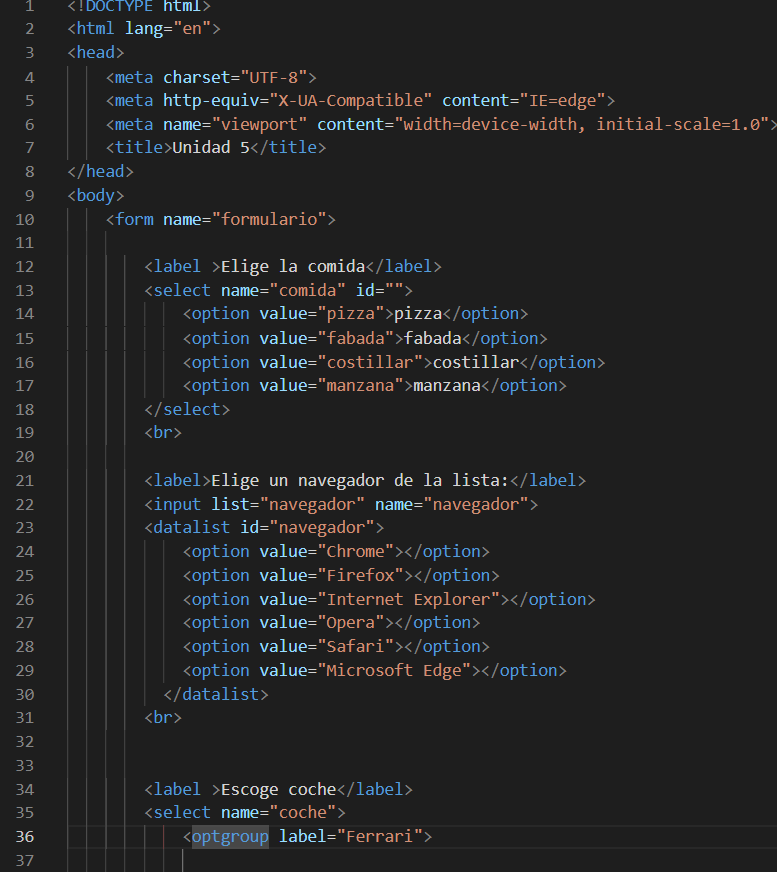 1 <!DOCTYPE html>
2 <html lang="en">
3 <head>
4 <meta charset="UTF-8">
5 <meta http-equiv="X-UA-Compatible" content="IE=edge">
6 <meta name="viewport" content="width=device-width, initial-scale=1.0">
7 <title>Unidad 5</title>
8 </head>
9 <body>
10 <form name="formulario">
11
12 <label >Elige la comida</label>
13 <select name="comida" id="">
14 <option value="pizza">pizza</option>
15 <option value="fabada">fabada</option>
16 <option value="costillar">costillar</option>
17 <option value="manzana">manzana</option>
18 </select>
19 <br>
20
21 <label>Elige un navegador de la lista:</label>
22 <input list="navegador" name="navegador">
23 <datalist id="navegador">
24 <option value="Chrome"></option>
25 <option value="Firefox"></option>
26 <option value="Internet Explorer"></option>
27 <option value="Opera"></option>
28 <option value="Safari"></option>
29 <option value="Microsoft Edge"></option>
30 </datalist>
31 <br>
32
33
34 <label >Escoge coche</label>
35 <select name="coche">
36 <optgroup label="Ferrari">
37